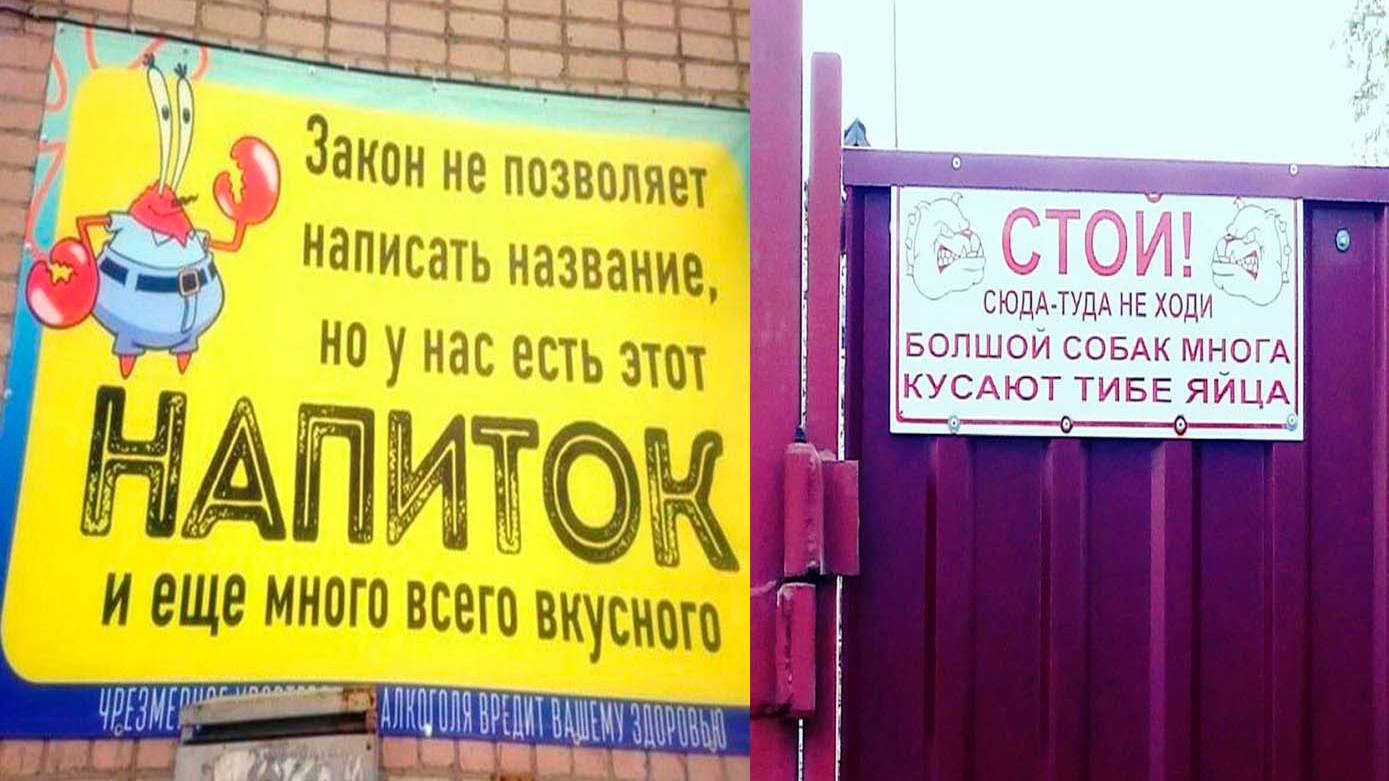 Закон не позволяет
написать название,
но у нас есть этот
НАПИТОК
и еще много всего вкусного
АЛКОГОЛЯ ВРЕДИТ ВАШЕМУ ЗДОРОВЬЮ
СТОЙ!
СЮДА-ТУДА НЕ ХОДИ
БОЛШОЙ СОБАК МНОГА
КУСАЮТ ТИБЕ ЯЙЦА